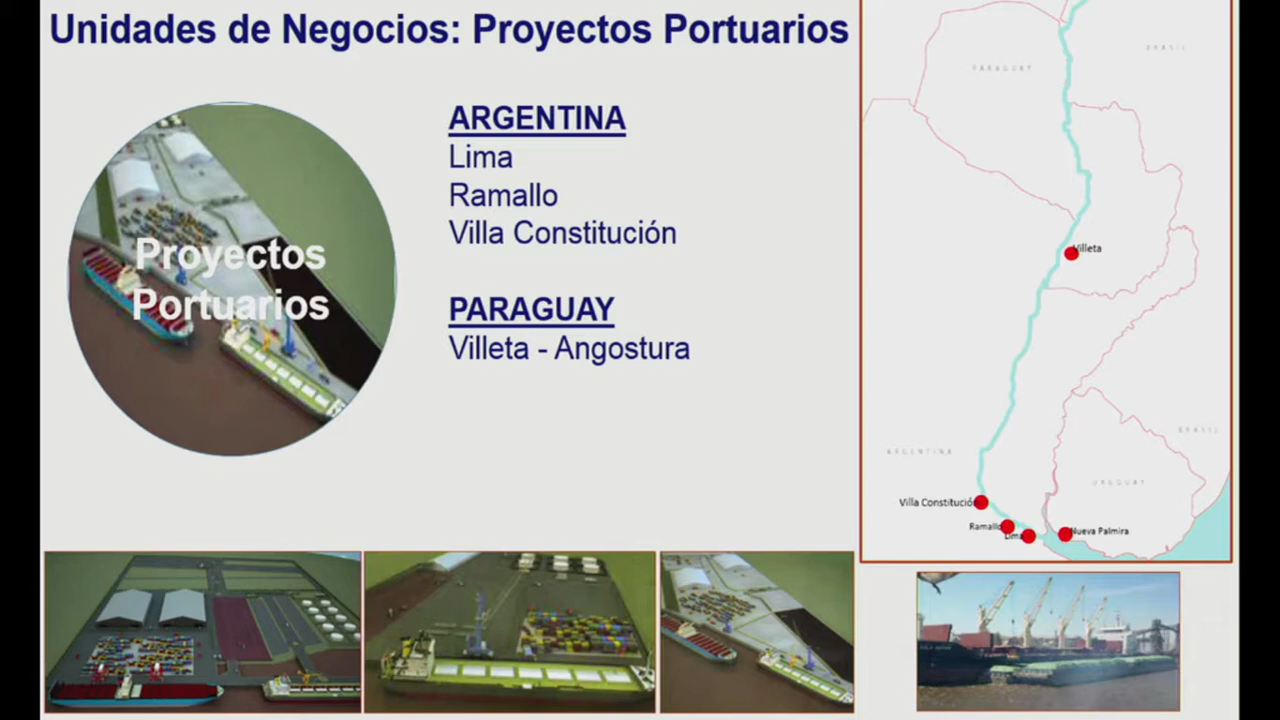 Unidades de Negocios: Proyectos Portuarios
Proyectos
Portuarios
ARGENTINA
Lima
Ramallo
Villa Constitución
PARAGUAY
Villeta - Angostura
BRASIL
PARAGUAY
Villeta
BRASIL
ARGENTINA
URUGUAY
Villa Constitución
Ramallo
Lima
Nueva Palmira